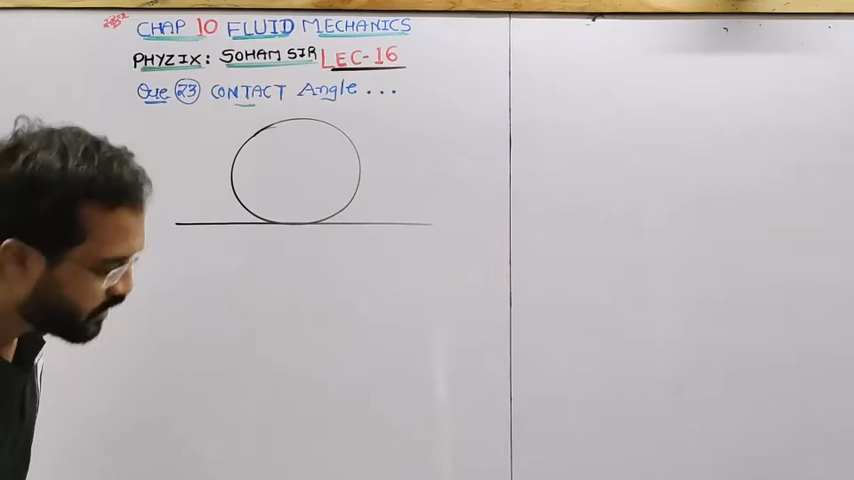 CHAP 10 FLUID MECHANICS
PHYZIX: SOHAM SIR LEC-16
Que 23 CONTACT Angle ...